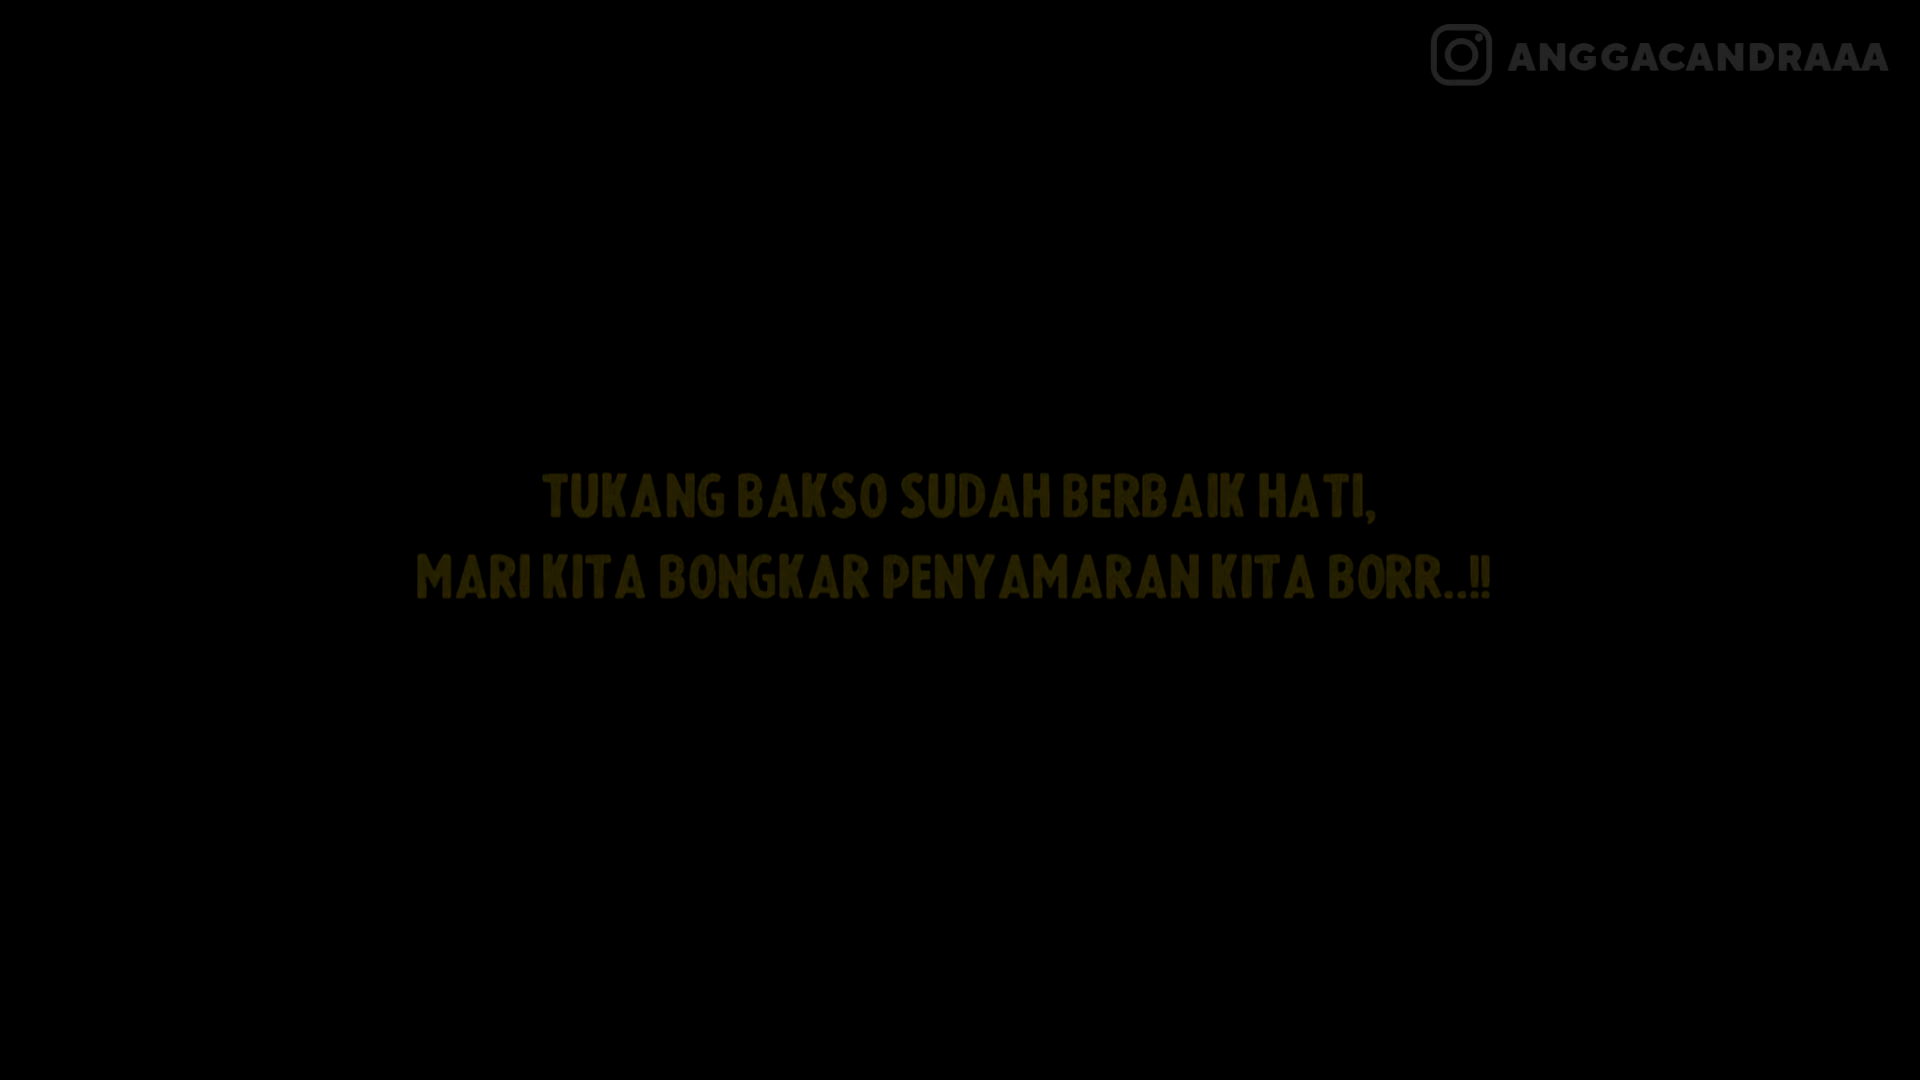 ANGGACANDRAAA
TUKANG BAKSO SUDAH BERBAIK HATI,
MARI KITA BONGKAR PENYAMARAN KITA BORR..!!